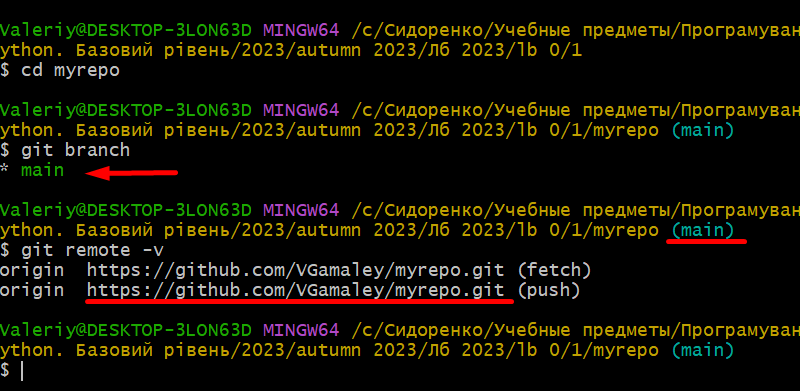 Valeriy@DESKTOP-3LON63D MINGW64 /c/Сидоренко/Учебные предметы/Програмуван
ython. Базовий рівень/2023/autumn 2023/Лб 2023/lb 0/1
$ cd myrepo
Valeriy@DESKTOP-3LON63D MINGW64 /c/Сидоренко/Учебные предметы/Програмуван
ython. Базовий рівень/2023/autumn 2023/Лб 2023/lb 0/1/myrepo (main)
$ git branch
* main
Valeriy@DESKTOP-3LON63D MINGW64 /c/Сидоренко/Учебные предметы/Програмуван
ython. Базовий рівень/2023/autumn 2023/Лб 2023/lb 0/1/myrepo (main)
$ git remote -v
origin  https://github.com/VGamaley/myrepo.git (fetch)
origin  https://github.com/VGamaley/myrepo.git (push)
Valeriy@DESKTOP-3LON63D MINGW64 /c/Сидоренко/Учебные предметы/Програмуван
ython. Базовий рівень/2023/autumn 2023/Лб 2023/lb 0/1/myrepo (main)
$